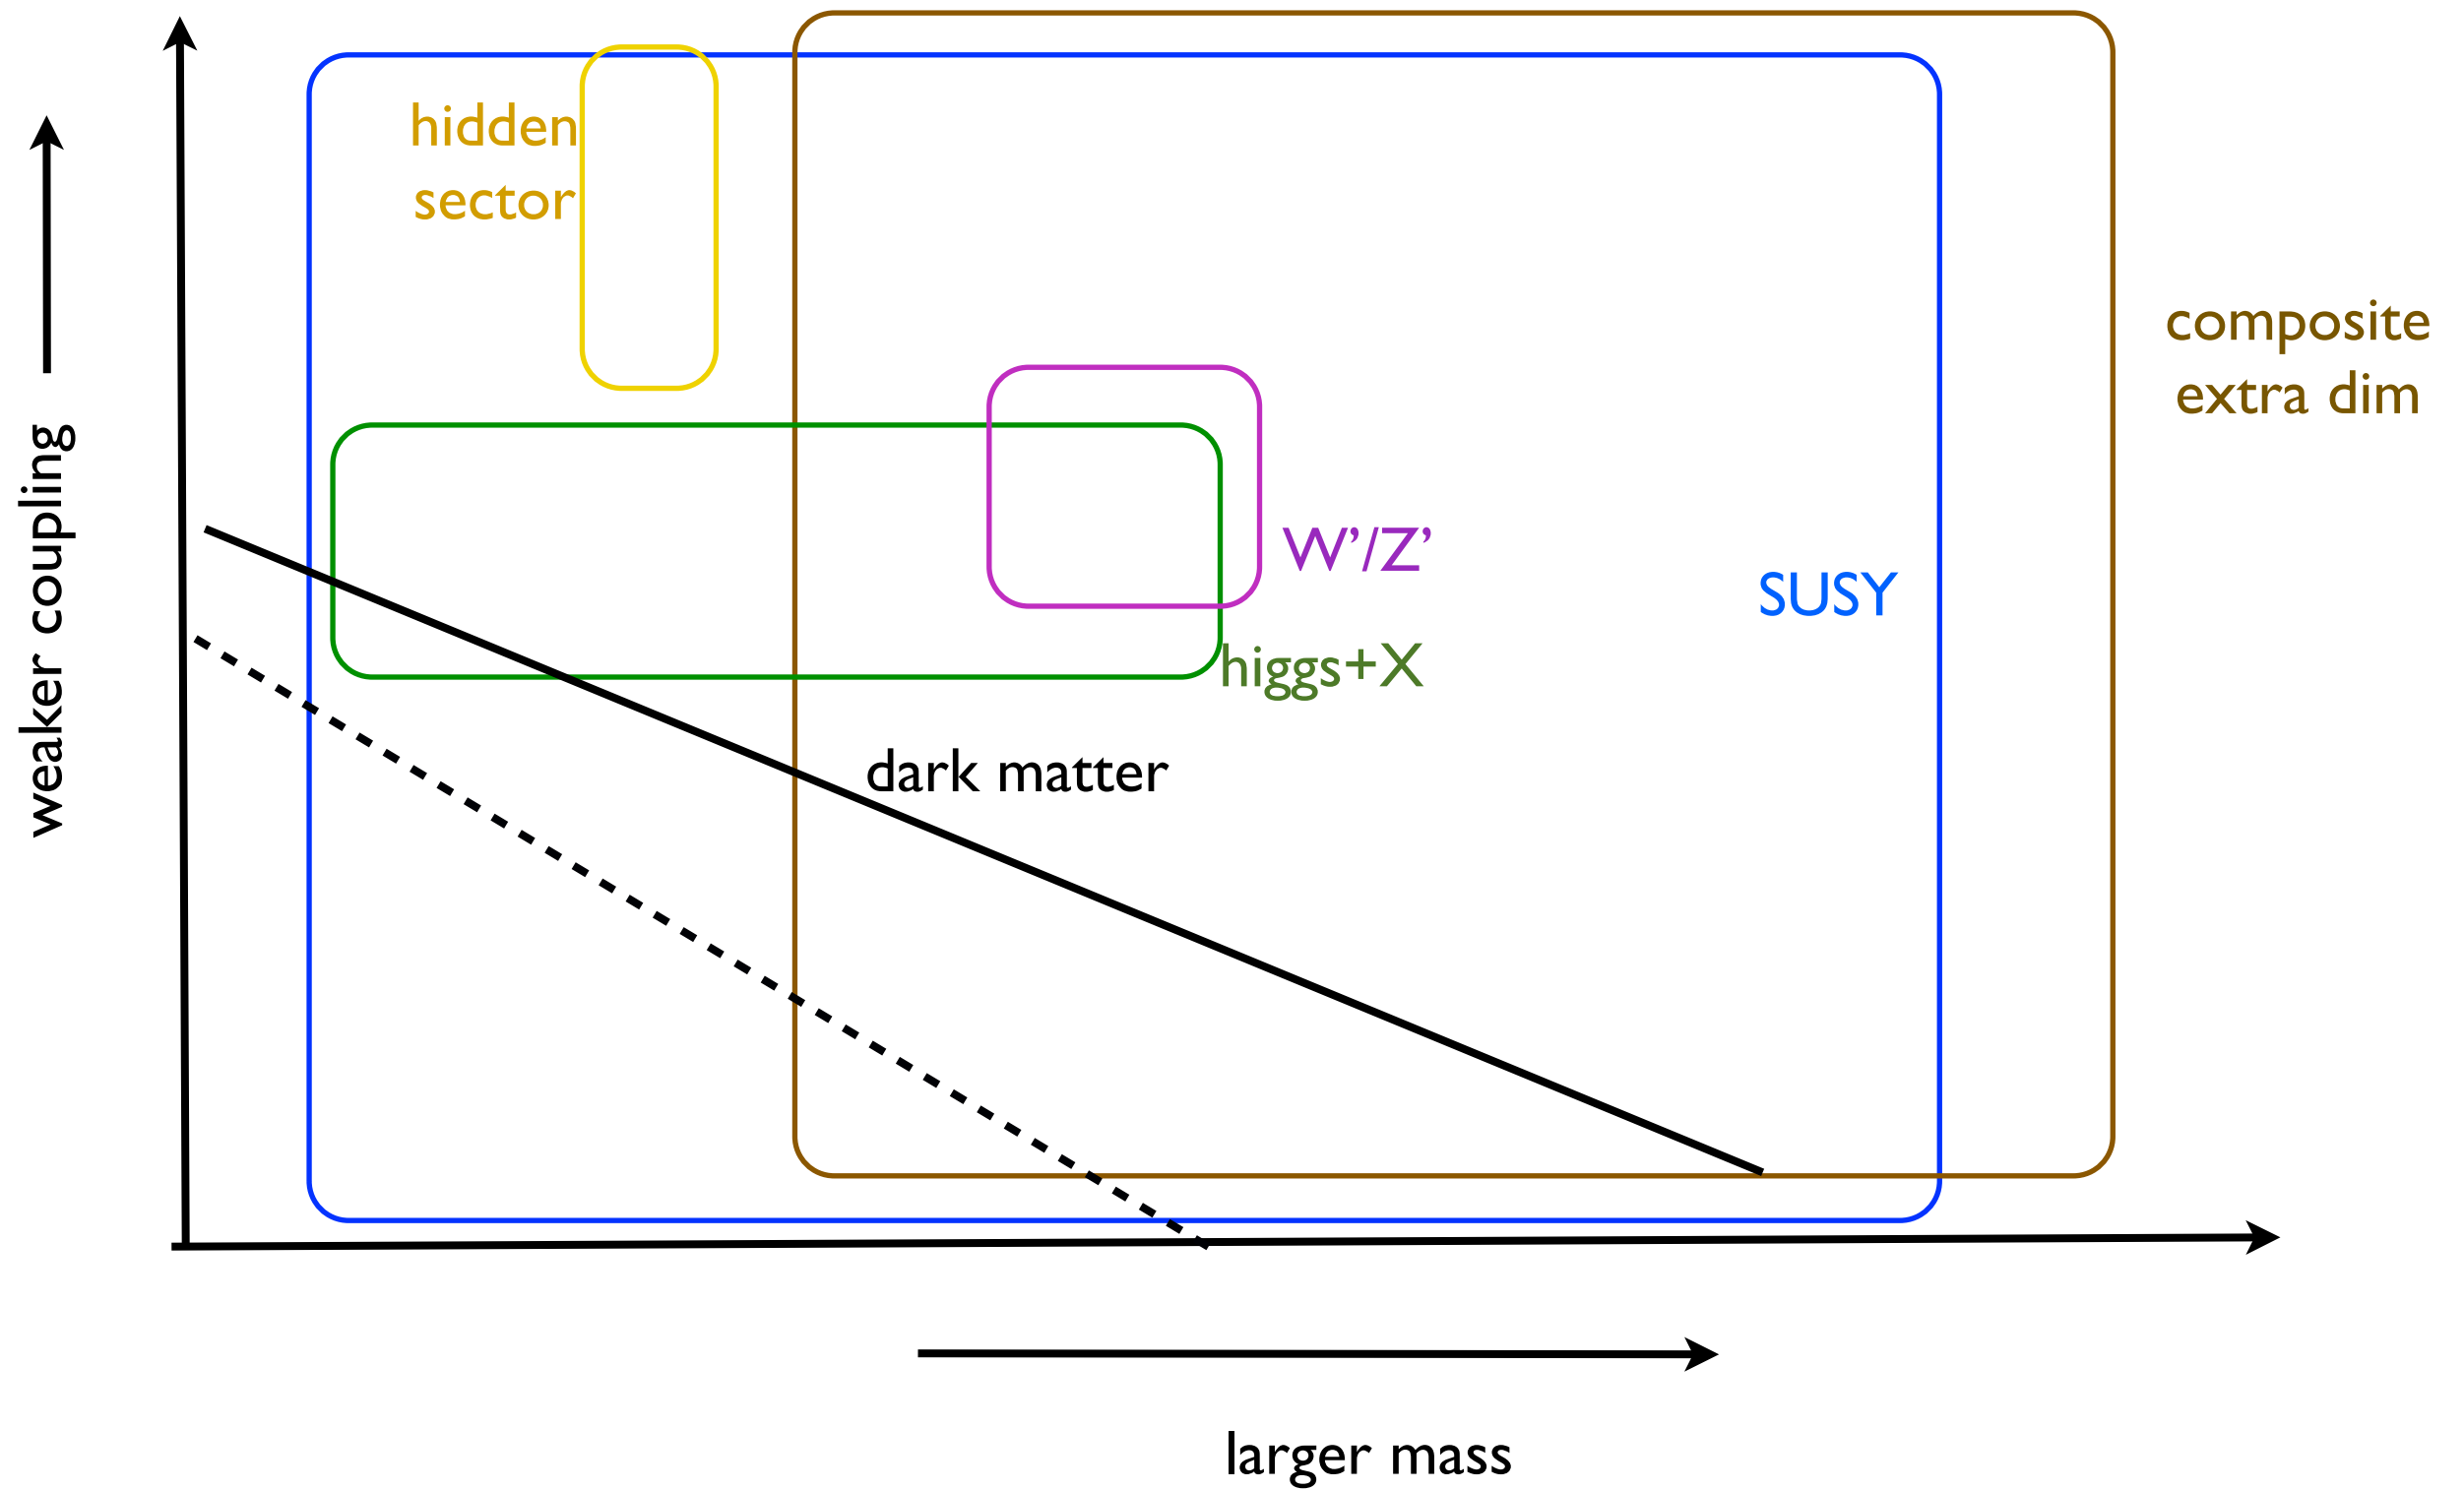 hidden
sector
composite
extra dim
weaker coupling
W'/Z'
SUSY
higgs+X
dark matter
larger mass